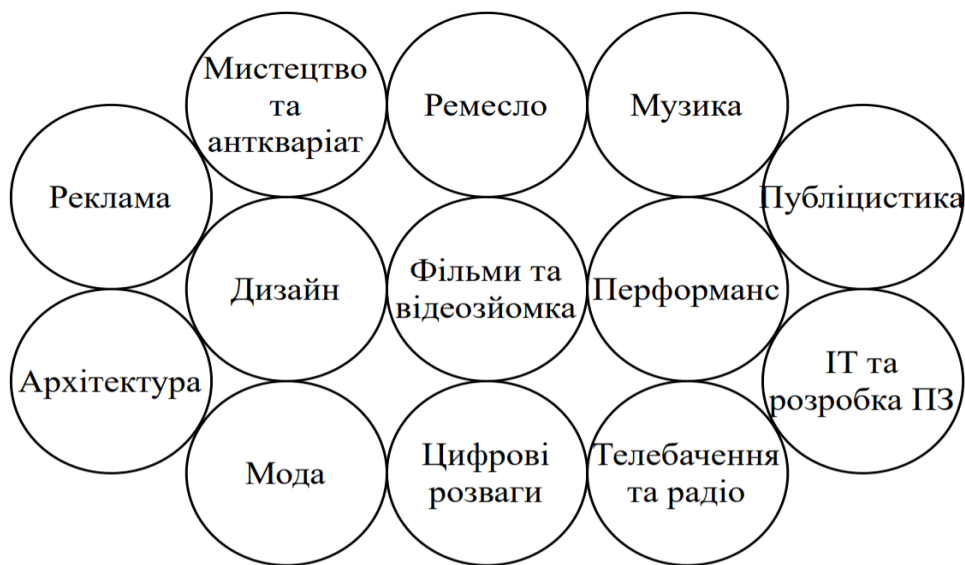 Мистецтво
та
анткваріат
Ремесло
Музика
Реклама
Публіцистика
Дизайн
Фільми та
відеозйомка
Перформанс
Архітектура
ІТ та
розробка ПЗ
Мода
Цифрові
розваги
Телебачення
та радіо